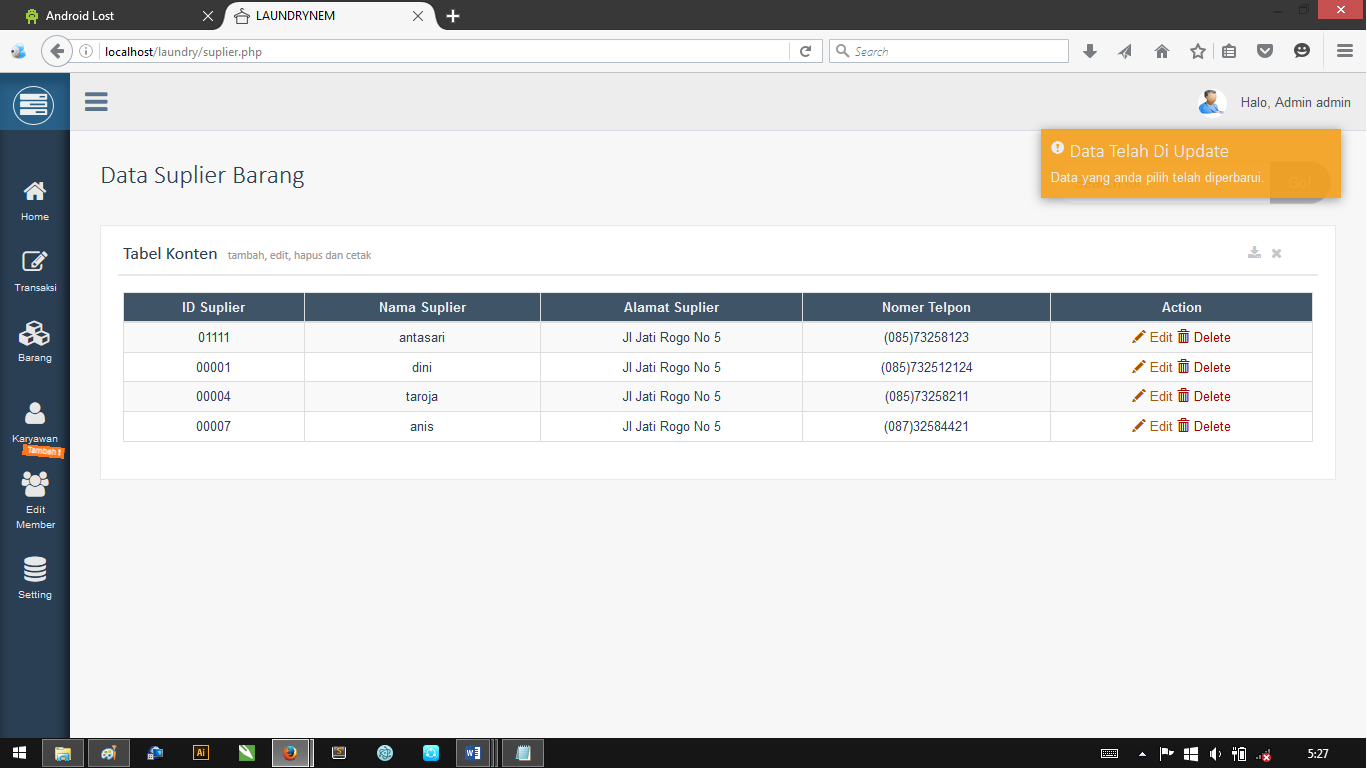 Android Lost
LAUNDRYNEM
localhost/laundry/suplier.php
Search
Halo, Admin admin
Data Telah Di Update
Data yang anda pilih telah diperbarui.
Go!
Data Suplier Barang
Home
Transaksi
Barang
Karyawan
Tambah !
Edit
Member
Setting
Tabel Konten tambah, edit, hapus dan cetak
ID Suplier Nama Suplier Alamat Suplier Nomer Telpon Action
01111 antasari Jl Jati Rogo No 5 (085)73258123 Edit Delete
00001 dini Jl Jati Rogo No 5 (085)732512124 Edit Delete
00004 taroja Jl Jati Rogo No 5 (085)73258211 Edit Delete
00007 anis Jl Jati Rogo No 5 (087)32584421 Edit Delete
Ai
5:27